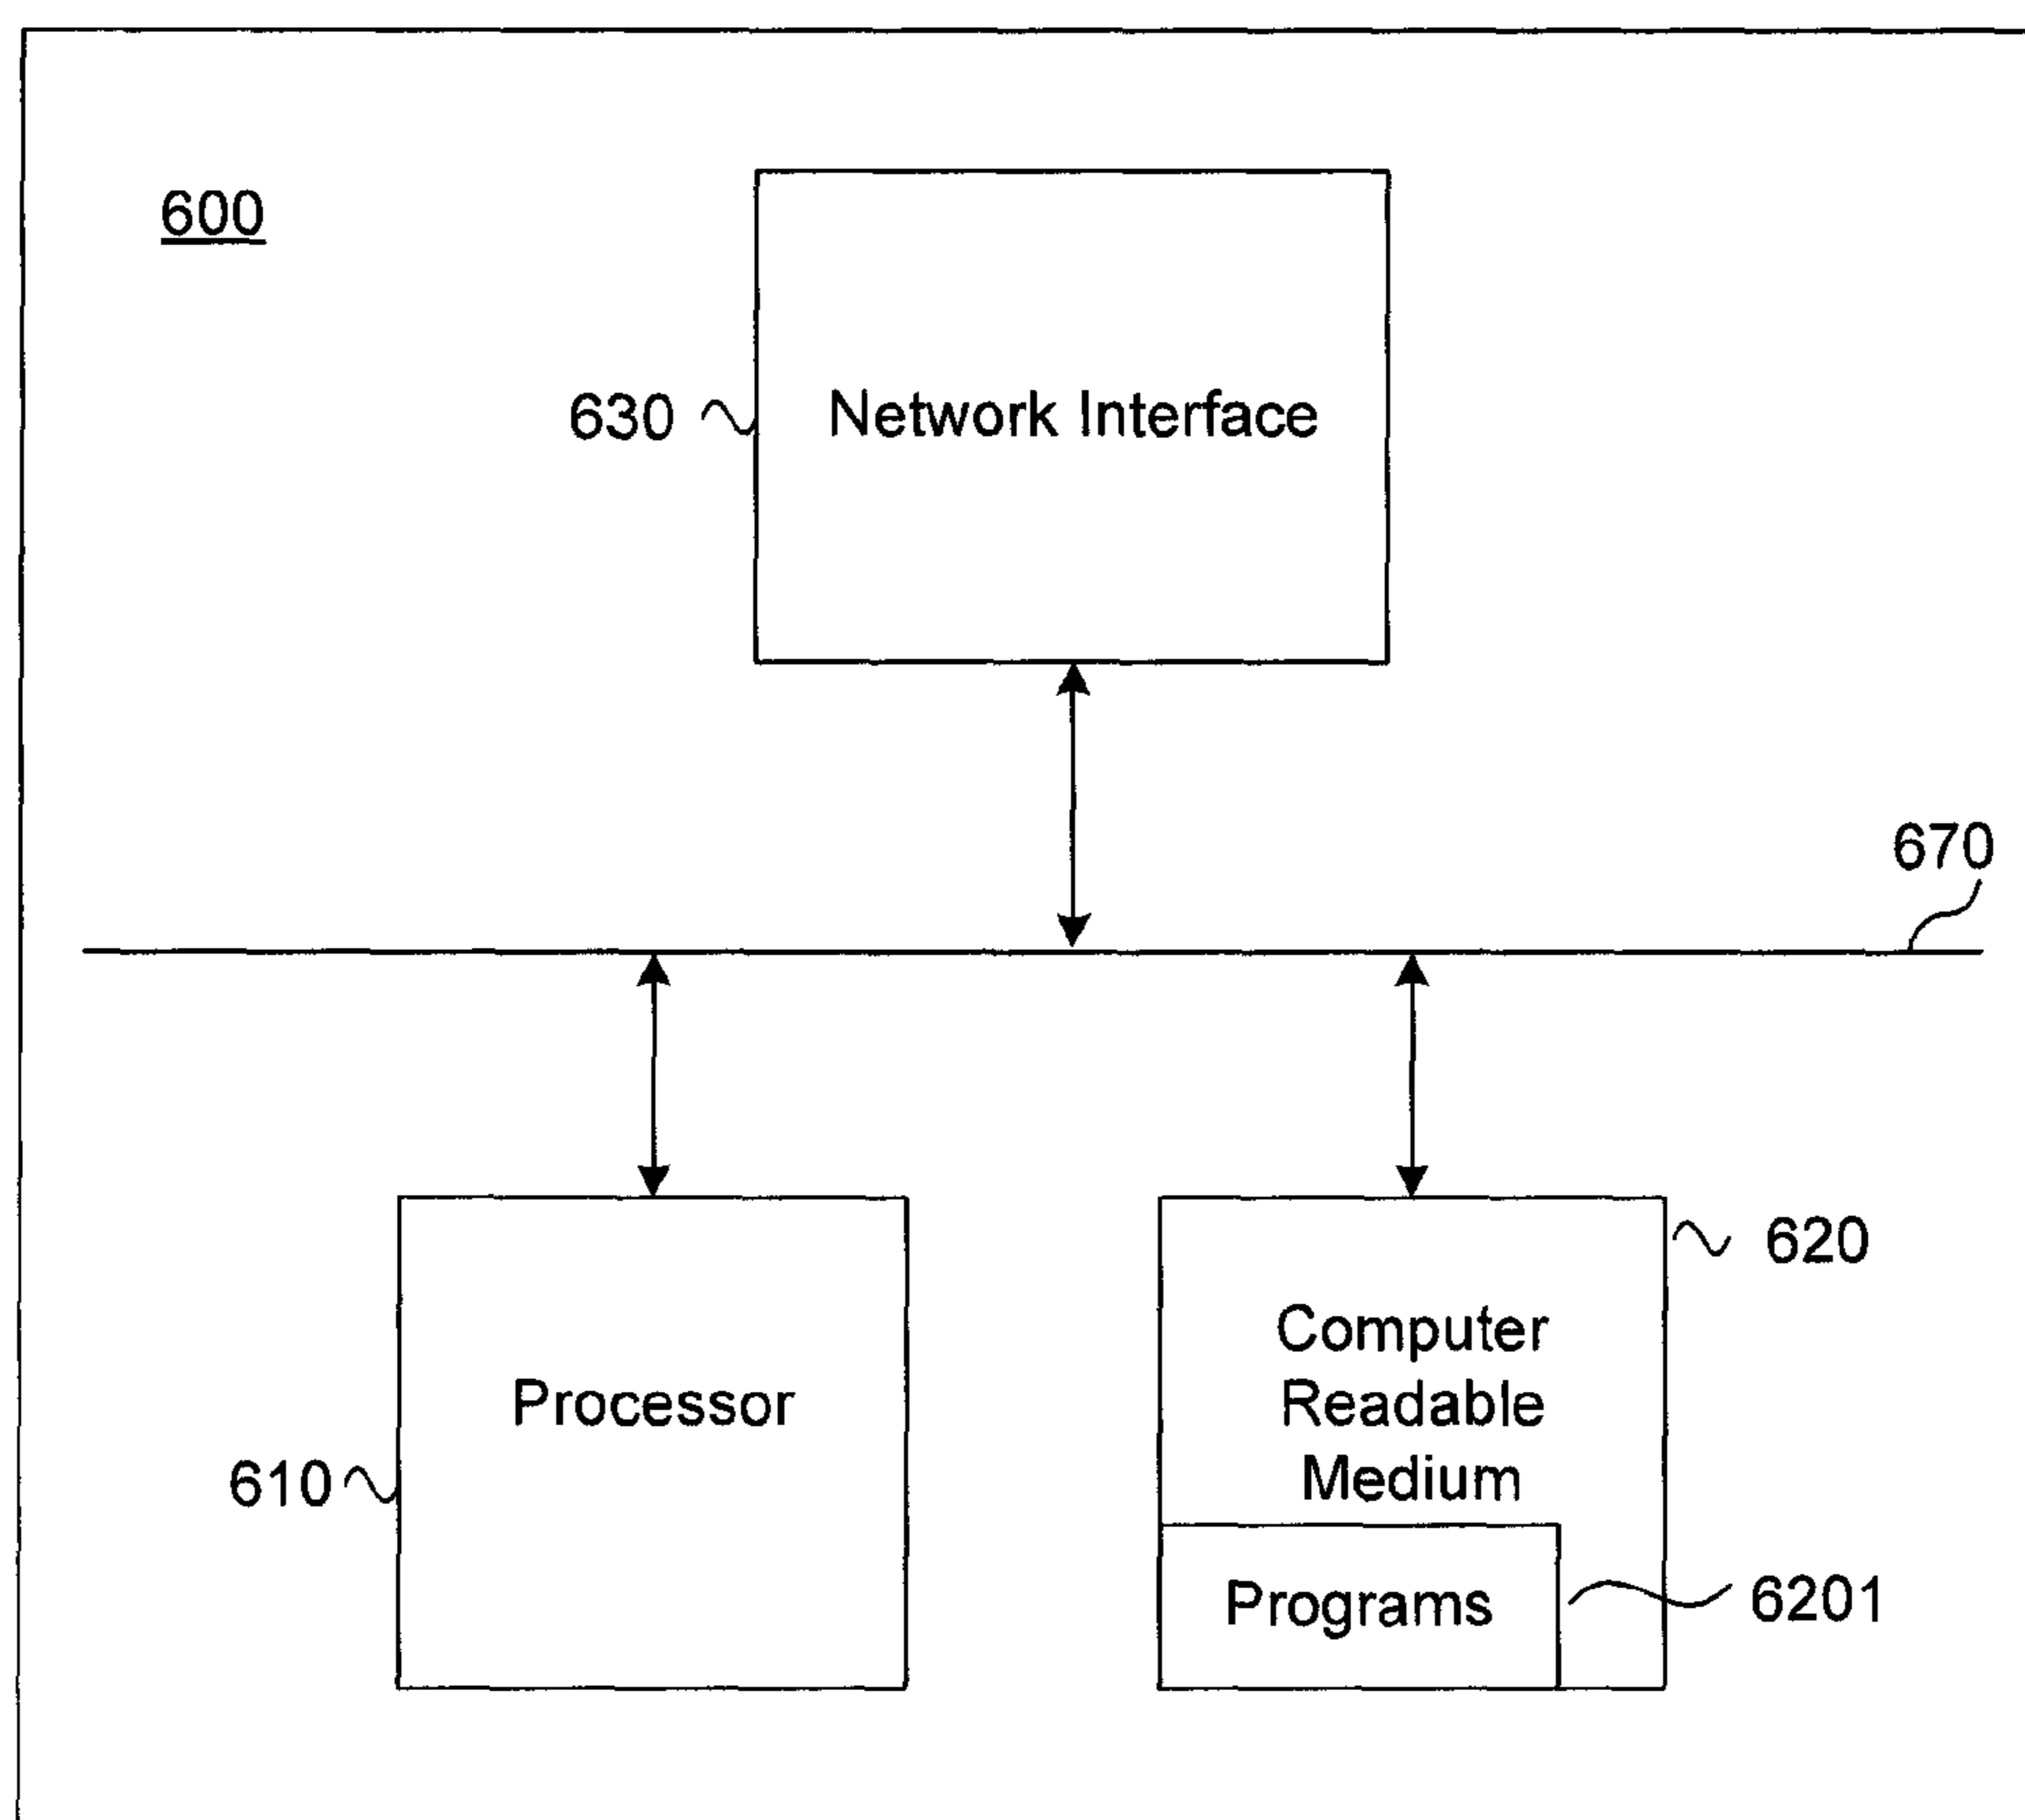 600
630
Network Interface
670
620
Computer
Readable
Medium
Processor
610
Programs
6201